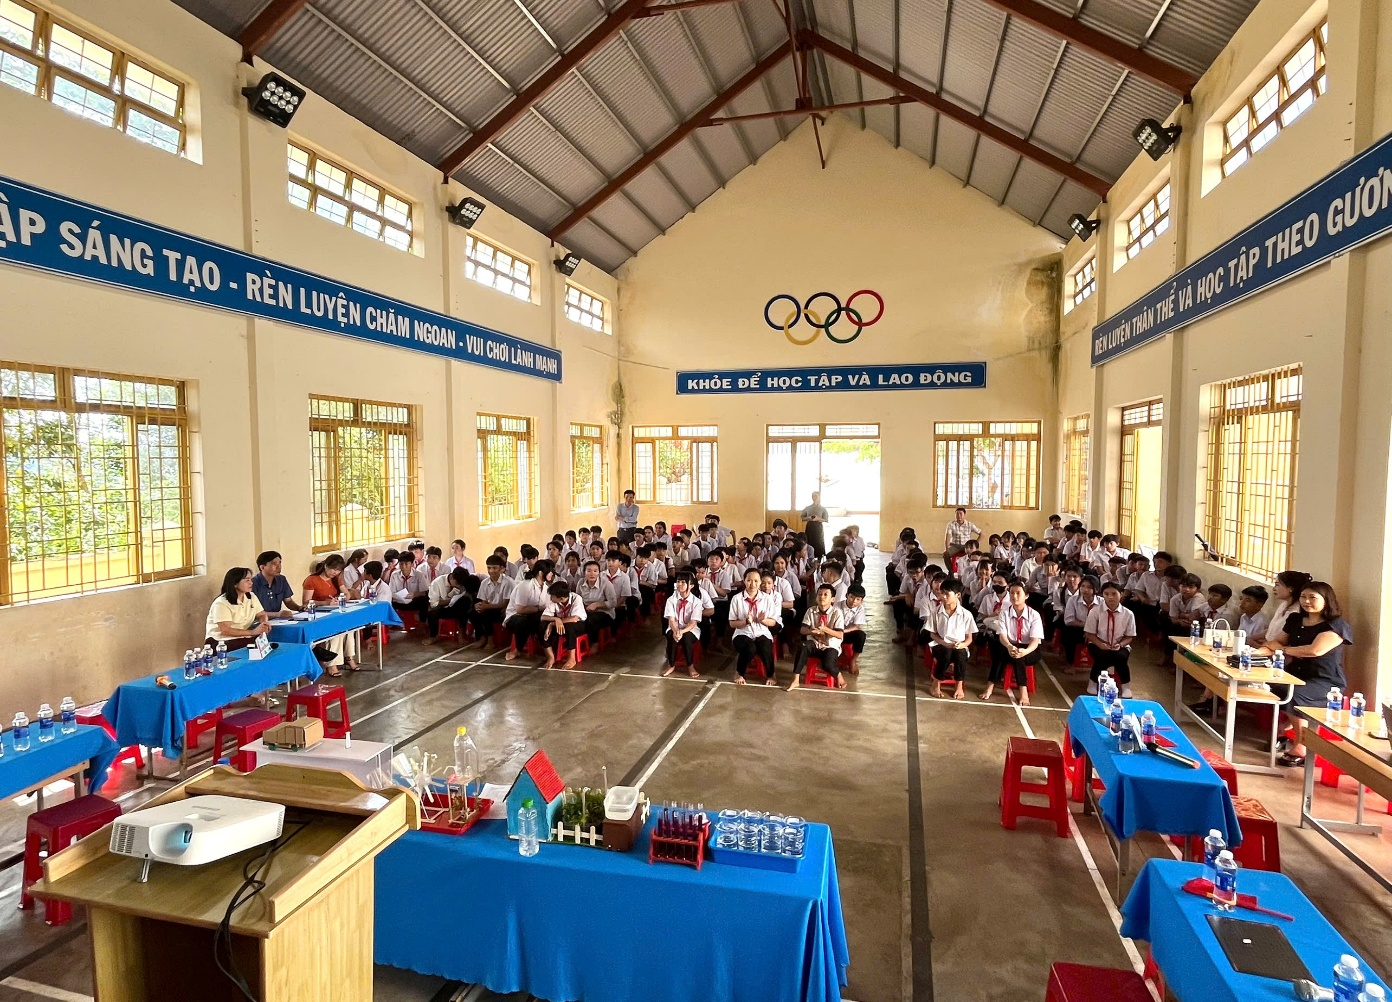 ẬP SÁNG TẠO - RÈN LUYỆN CHĂM NGOAN - VUI CHƠI LÀNH MẠNH
KHỎE ĐỂ HỌC TẬP VÀ LAO ĐỘNG
RÈN LUYỆN THÂN THỂ VÀ HỌC TẬP THEO GƯƠN